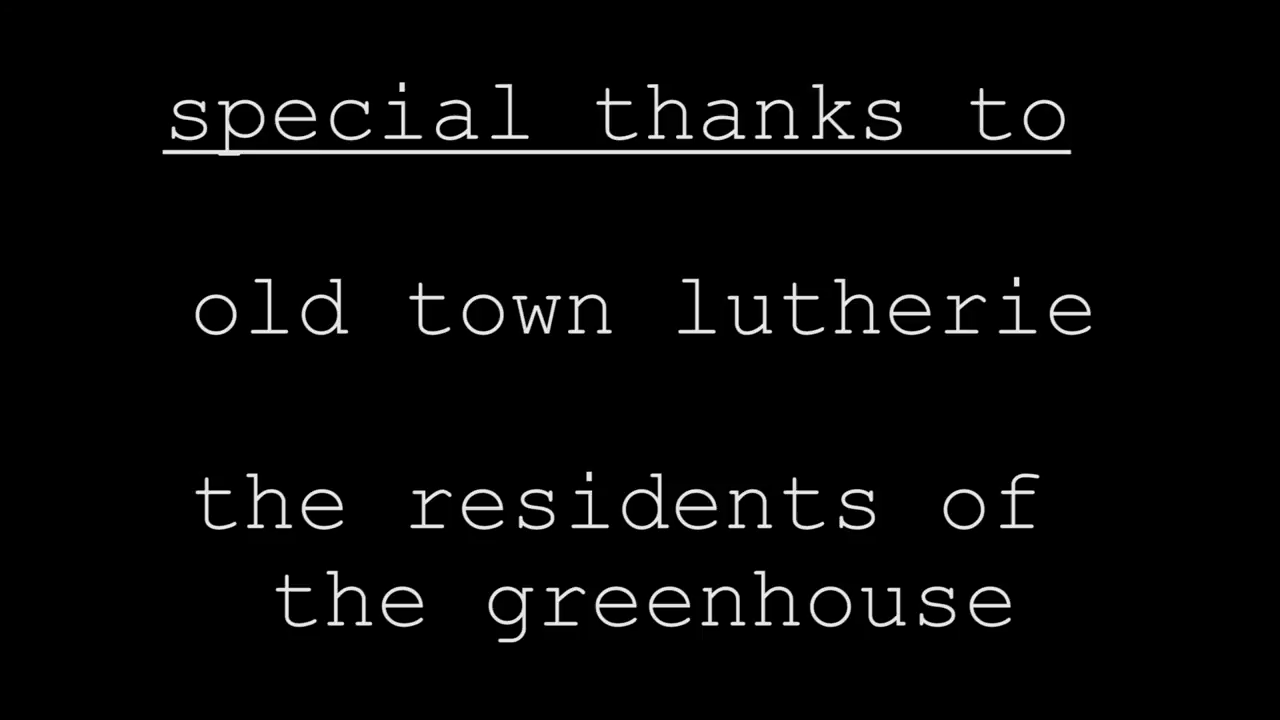 special thanks to
old town lutherie
the residents of
the greenhouse